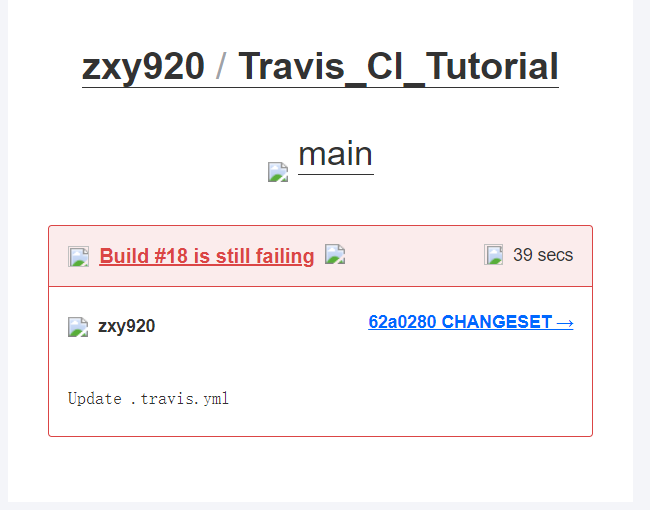 zxy920 / Travis_CI_Tutorial
main
Build #18 is still failing 39 secs
zxy920 62a0280 CHANGESET →
Update .travis.yml